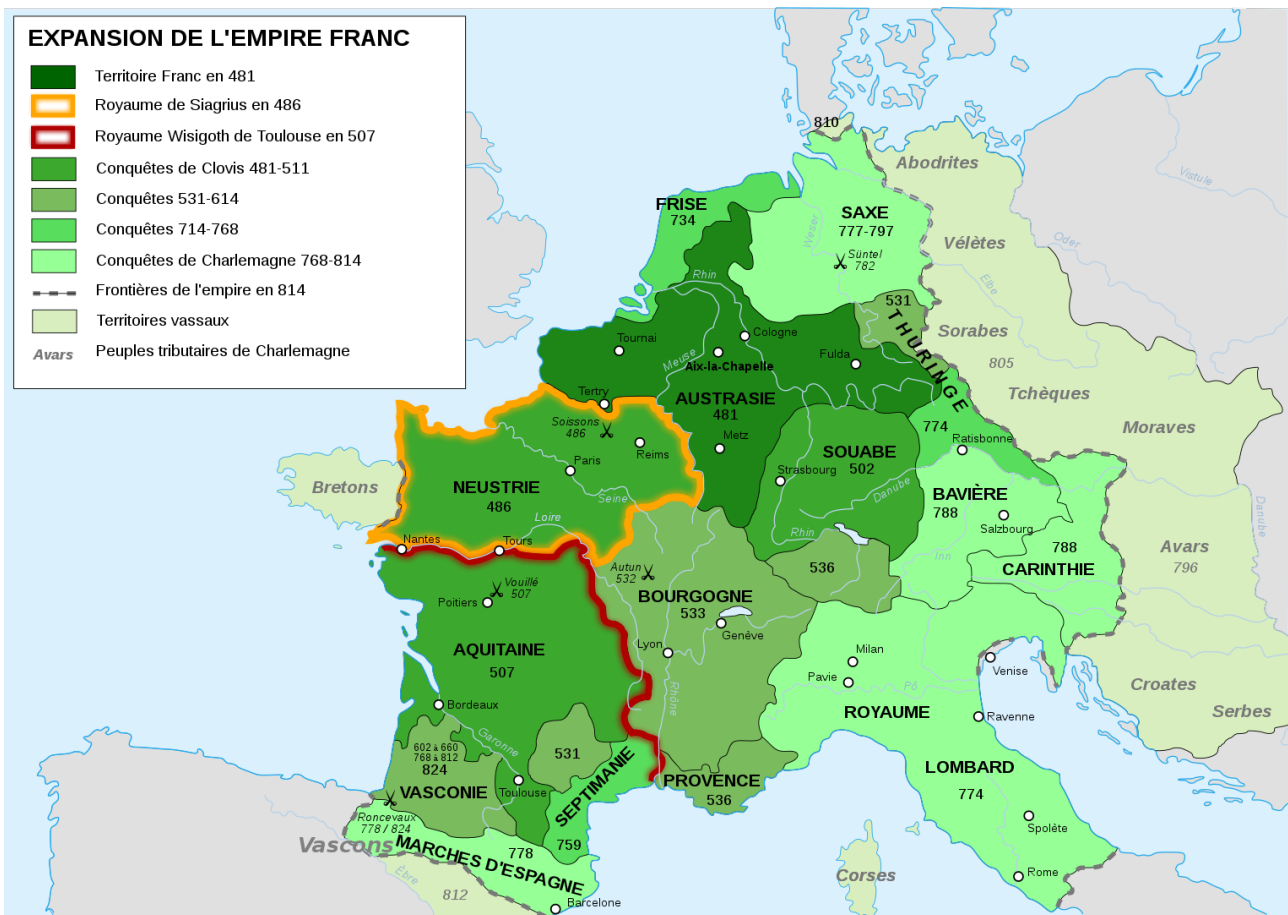 EXPANSION DE L'EMPIRE FRANC
Territoire Franc en 481
Royaume de Siagrius en 486
Royaume Wisigoth de Toulouse en 507
Conquêtes de Clovis 481-511
Conquêtes 531-614
Conquêtes 714-768
Conquêtes de Charlemagne 768-814
Frontières de l'empire en 814
Territoires vassaux
Avars Peuples tributaires de Charlemagne
810
Abodrites
Vistule
FRISE
734
SAXE
777-797
Weser
Süntel
782
Vélètes
Oder
Elbe
Rhin
531
THURINGE
Sorabes
805
Tchèques
Moraves
Tournai
Cologne
Meuse
Aix-la-Chapelle
Fulda
AUSTRASIE
481
Metz
Tertry
Soissons
486
Reims
Paris
Seine
NEUSTRIE
486
Bretons
Loire
Nantes
Tours
774
Ratisbonne
SOUABE
502
Strasbourg
Danube
Rhin
BAVIÈRE
788
Salzbourg
Inn
788
CARINTHIE
Danube
Avars
796
536
Autun
532
BOURGOGNE
533
Genève
Lyon
Rhône
Vouillé
507
Poitiers
AQUITAINE
507
Bordeaux
Garonne
602 à 660
768 à 812
824
VASCONIE
531
Toulouse
SEPTIMANIE
759
PROVENCE
536
Roncevaux
778 / 824
Vascons
MARCHES D'ESPAGNE
778
Èbre
812
Barcelone
Milan
Pavie
Pô
Venise
Ravenne
ROYAUME
LOMBARD
774
Spolète
Rome
Corses
Croates
Serbes